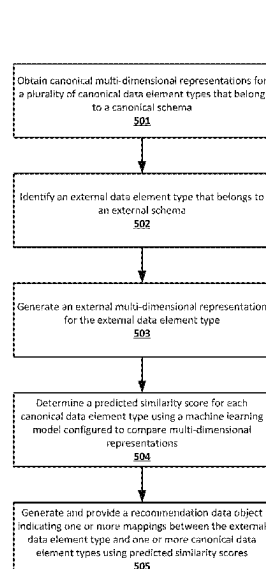 Obtain canonical multi-dimensional representations for
a plurality of canonical data element types that belong
to a canonical schema
501
Identify an external data element type that belongs to
an external schema
502
Generate an external multi-dimensional representation
for the external data element type
503
Determine a predicted similarity score for each
canonical data element type using a machine learning
model configured to compare multi-dimensional
representations
504
Generate and provide a recommendation data object
indicating one or more mappings between the external
data element type and one or more canonical data
element types using predicted similarity scores
505